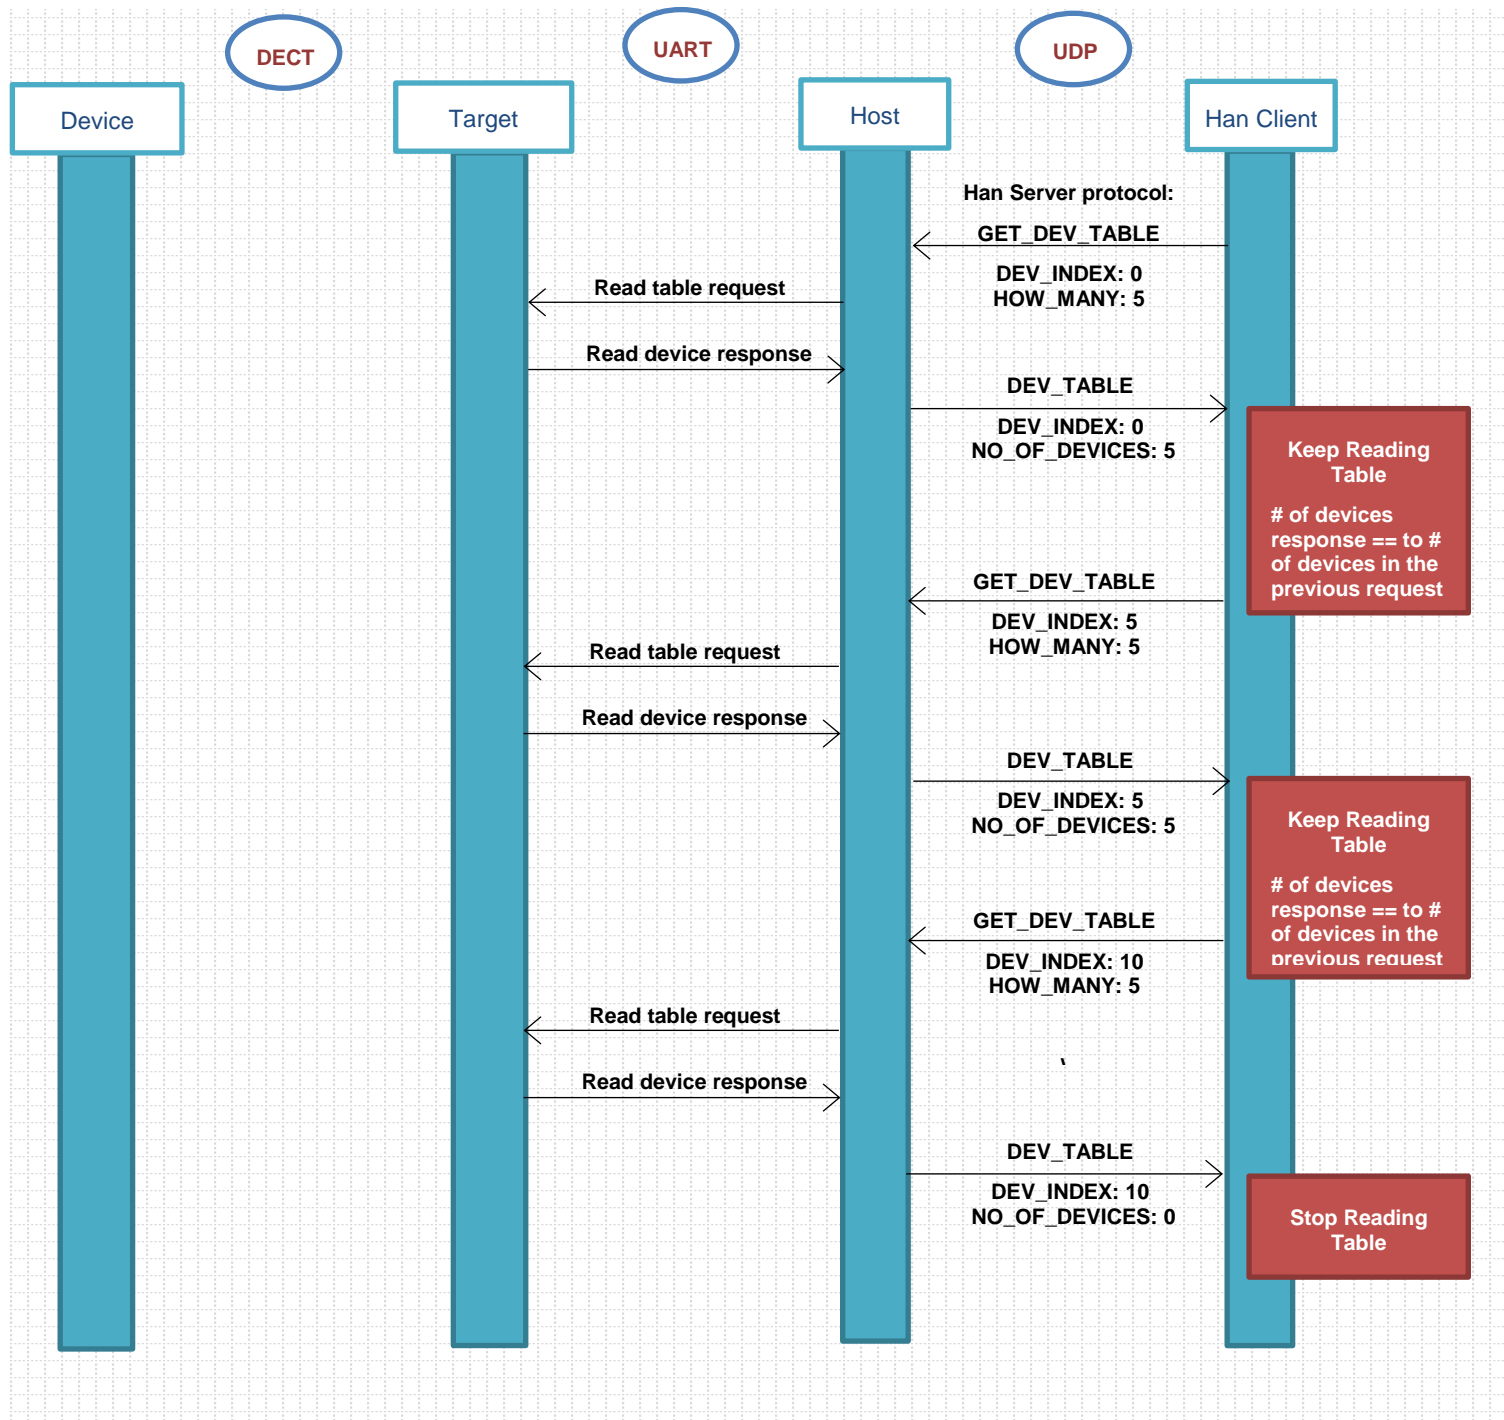 DECT
UART
UDP
Device
Target
Host
Han Client
Han Server protocol:
GET_DEV_TABLE
DEV_INDEX: 0
HOW_MANY: 5
Read table request
Read device response
DEV_TABLE
DEV_INDEX: 0
NO_OF_DEVICES: 5
Keep Reading
Table
# of devices
response == to #
of devices in the
previous request
GET_DEV_TABLE
DEV_INDEX: 5
HOW_MANY: 5
Read table request
Read device response
DEV_TABLE
DEV_INDEX: 5
NO_OF_DEVICES: 5
Keep Reading
Table
# of devices
response == to #
of devices in the
previous request
GET_DEV_TABLE
DEV_INDEX: 10
HOW_MANY: 5
Read table request
Read device response
DEV_TABLE
DEV_INDEX: 10
NO_OF_DEVICES: 0
Stop Reading
Table